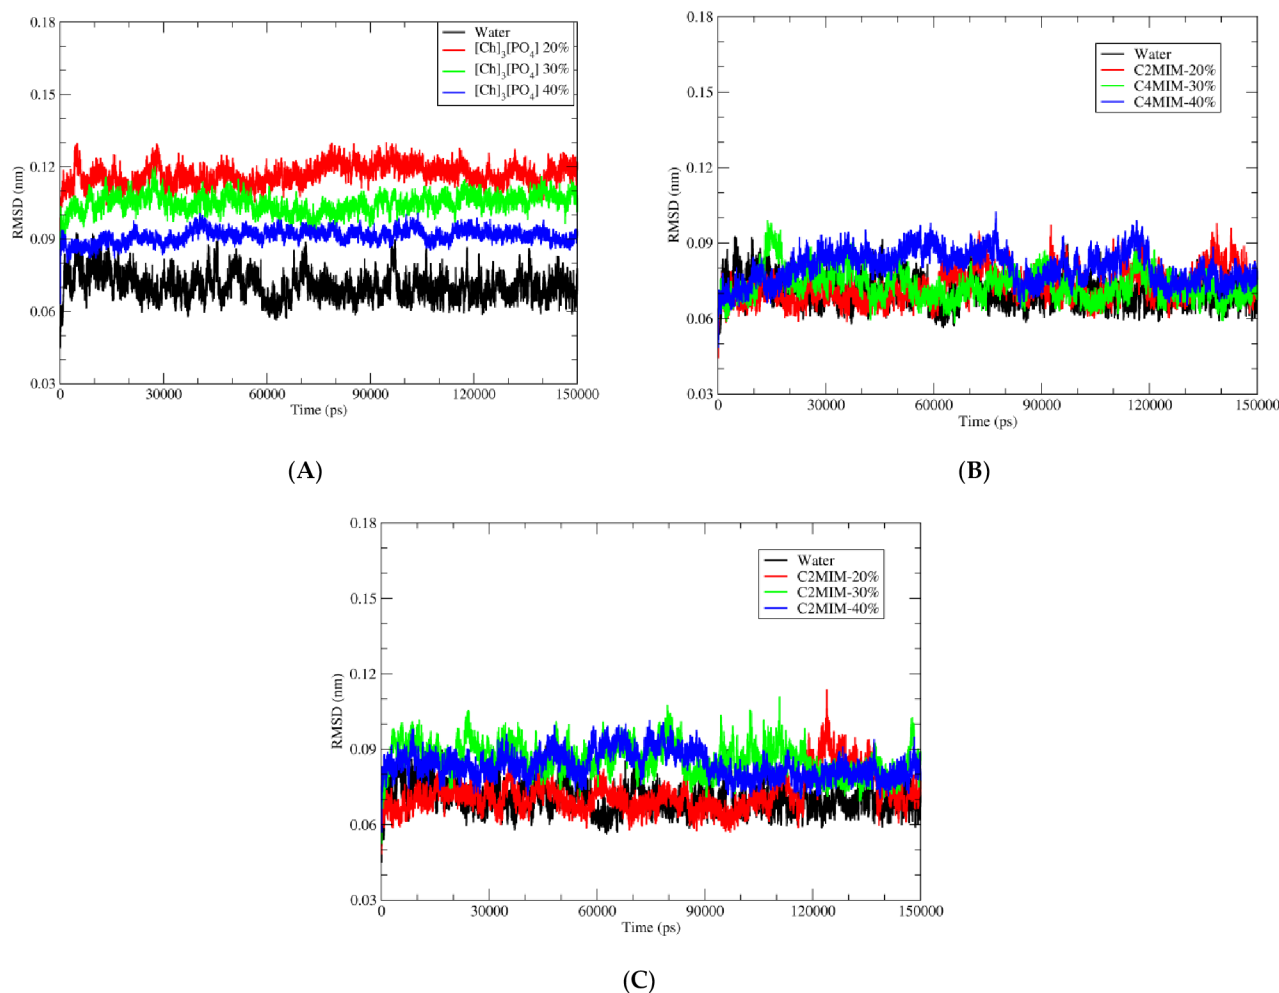 0.18
0.15
0.12
0.09
0.06
0.03
RMSD (nm)
0 30000 60000 90000 120000 150000
Time (ps)
Water
[Ch]3[PO4] 20%
[Ch]3[PO4] 30%
[Ch]3[PO4] 40%
(A)
0.18
0.15
0.12
0.09
0.06
0.03
RMSD (nm)
0 30000 60000 90000 120000 150000
Time (ps)
Water
C2MIM-20%
C4MIM-30%
C4MIM-40%
(B)
0.18
0.15
0.12
0.09
0.06
0.03
RMSD (nm)
0 30000 60000 90000 120000 150000
Time (ps)
Water
C2MIM-20%
C2MIM-30%
C2MIM-40%
(C)